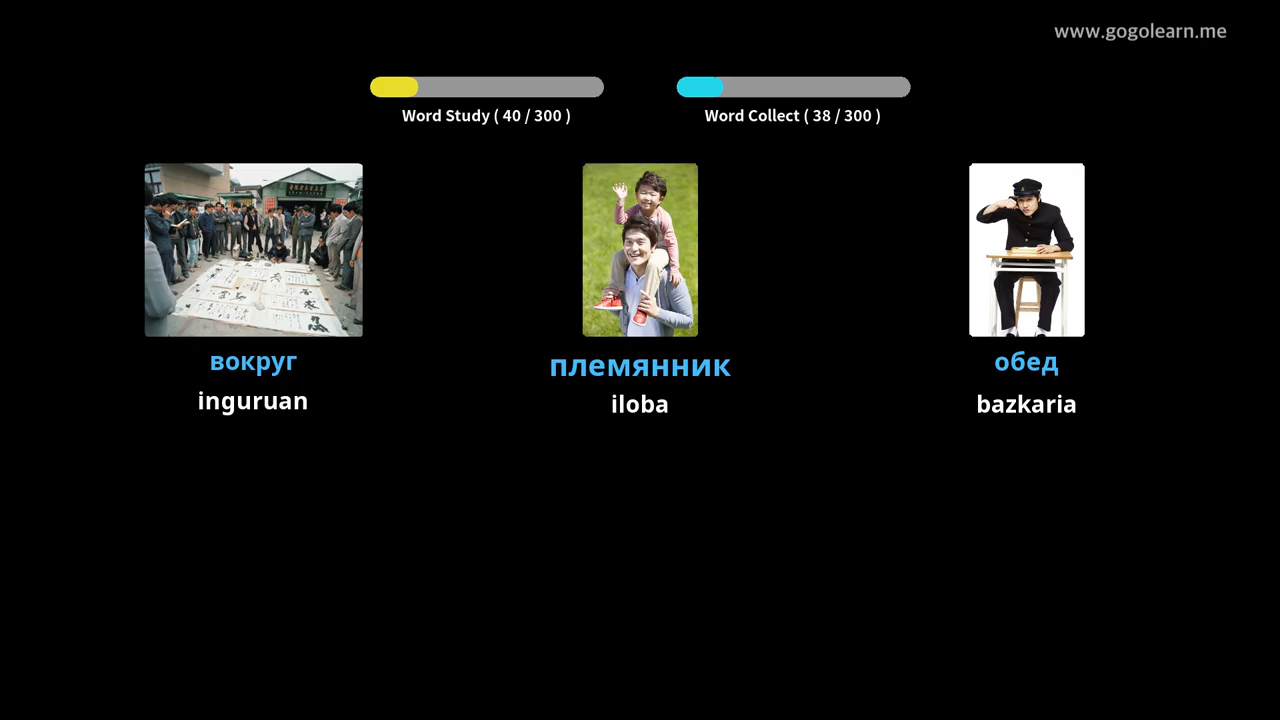 www.gogolearn.me
Word Study ( 40 / 300 )
Word Collect ( 38 / 300 )
вокруг
племянник
обед
inguruan
iloba
bazkaria